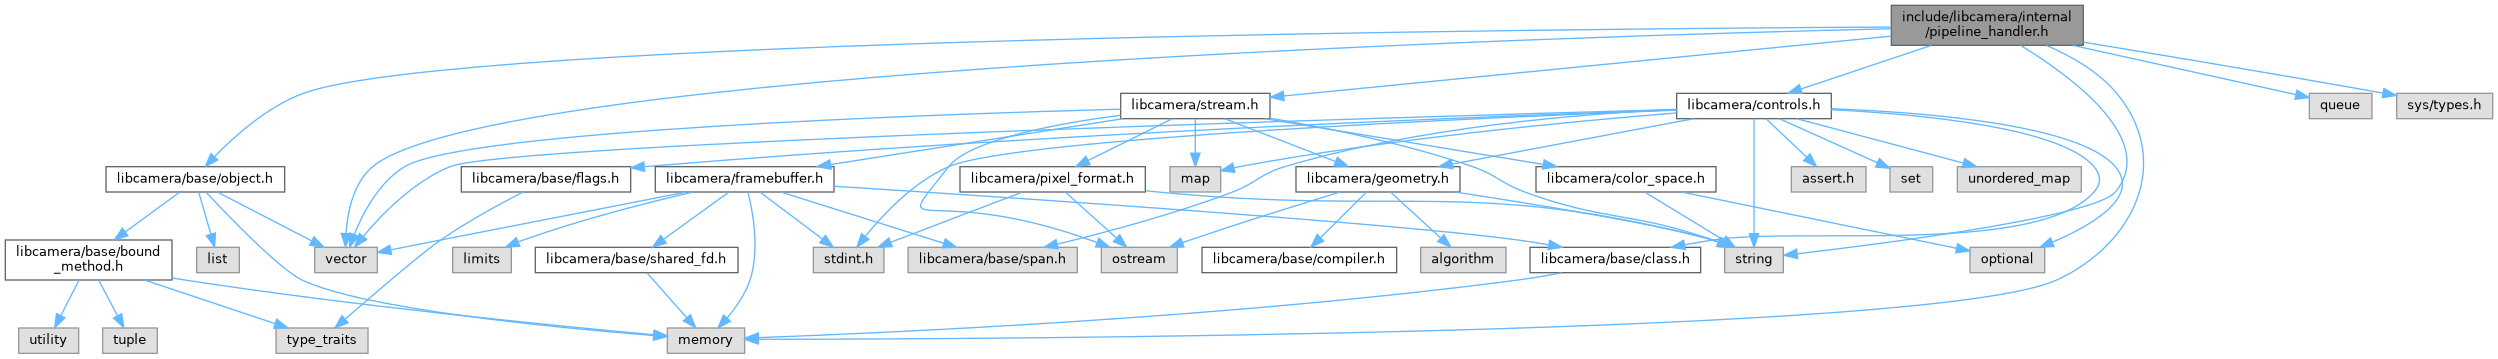 include/libcamera/internal
/pipeline_handler.h
libcamera/stream.h
libcamera/controls.h
queue
sys/types.h
libcamera/base/object.h
libcamera/base/flags.h
libcamera/framebuffer.h
libcamera/pixel_format.h
map
libcamera/geometry.h
libcamera/color_space.h
assert.h
set
unordered_map
libcamera/base/bound
_method.h
list
vector
limits
libcamera/base/shared_fd.h
stdint.h
libcamera/base/span.h
ostream
libcamera/base/compiler.h
algorithm
libcamera/base/class.h
string
optional
utility
tuple
type_traits
memory